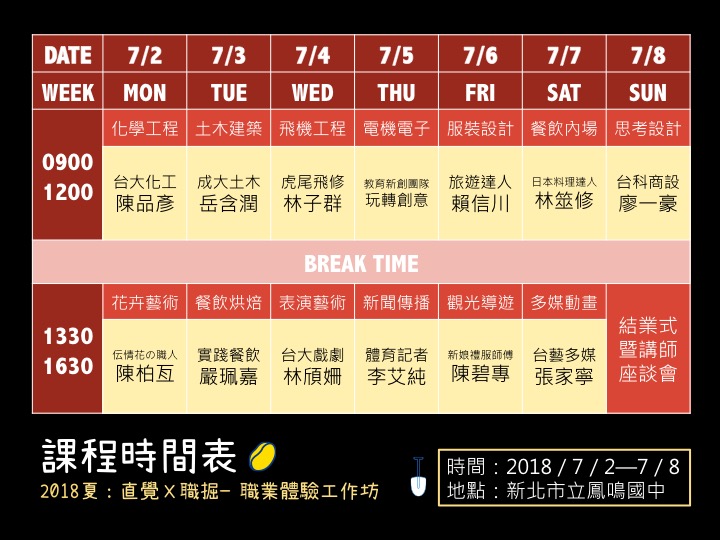 DATE 7/2 7/3 7/4 7/5 7/6 7/7 7/8
WEEK MON TUE WED THU FRI SAT SUN
0900
1200
化學工程 土木建築 飛機工程 電機電子 服裝設計 餐飲內場 思考設計
台大化工 成大土木 虎尾飛修 教育新創團隊 旅遊達人 日本料理達人 台科商設
陳品彥 岳含潤 林子群 玩轉創意 賴信川 林筮修 廖一豪
BREAK TIME
1330
1630
花卉藝術 餐飲烘焙 表演藝術 新聞傳播 觀光導遊 多媒動畫
伝情花の職人 實踐餐飲 台大戲劇 體育記者 新娘禮服師傅 台藝多媒
陳柏亙 嚴珮嘉 林頎姍 李艾純 陳碧專 張家寧
結業式
暨講師
座談會
課程時間表
2018夏：直覺×職掘- 職業體驗工作坊
時間：2018 / 7 / 2—7 / 8
地點：新北市立鳳鳴國中